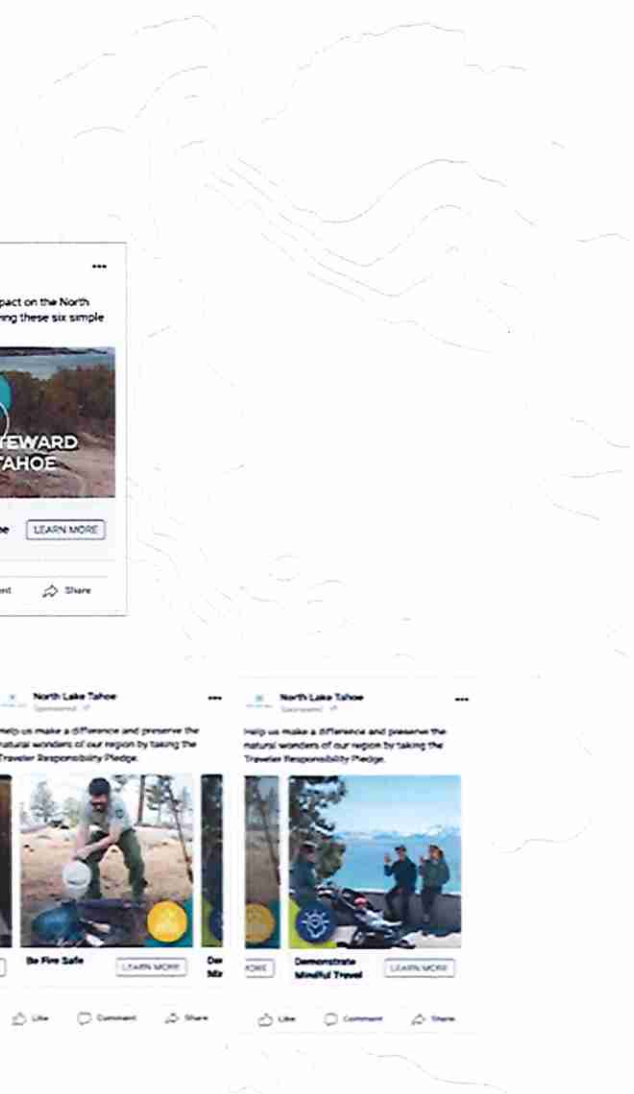 pact on the North
ing these six simple
TEWARD
TAHOE
LEARN MORE
Share
North Lake Tahoe
Sponsored
Help us make a difference and preserve the
natural wonders of our region by taking the
Traveler Responsibility Pledge.
Be Fire Safe
LEARN MORE
Like
Comment
Share
North Lake Tahoe
Sponsored
Help us make a difference and preserve the
natural wonders of our region by taking the
Traveler Responsibility Pledge.
Demonstrate
Mindful Travel
LEARN MORE
Like
Comment
Share